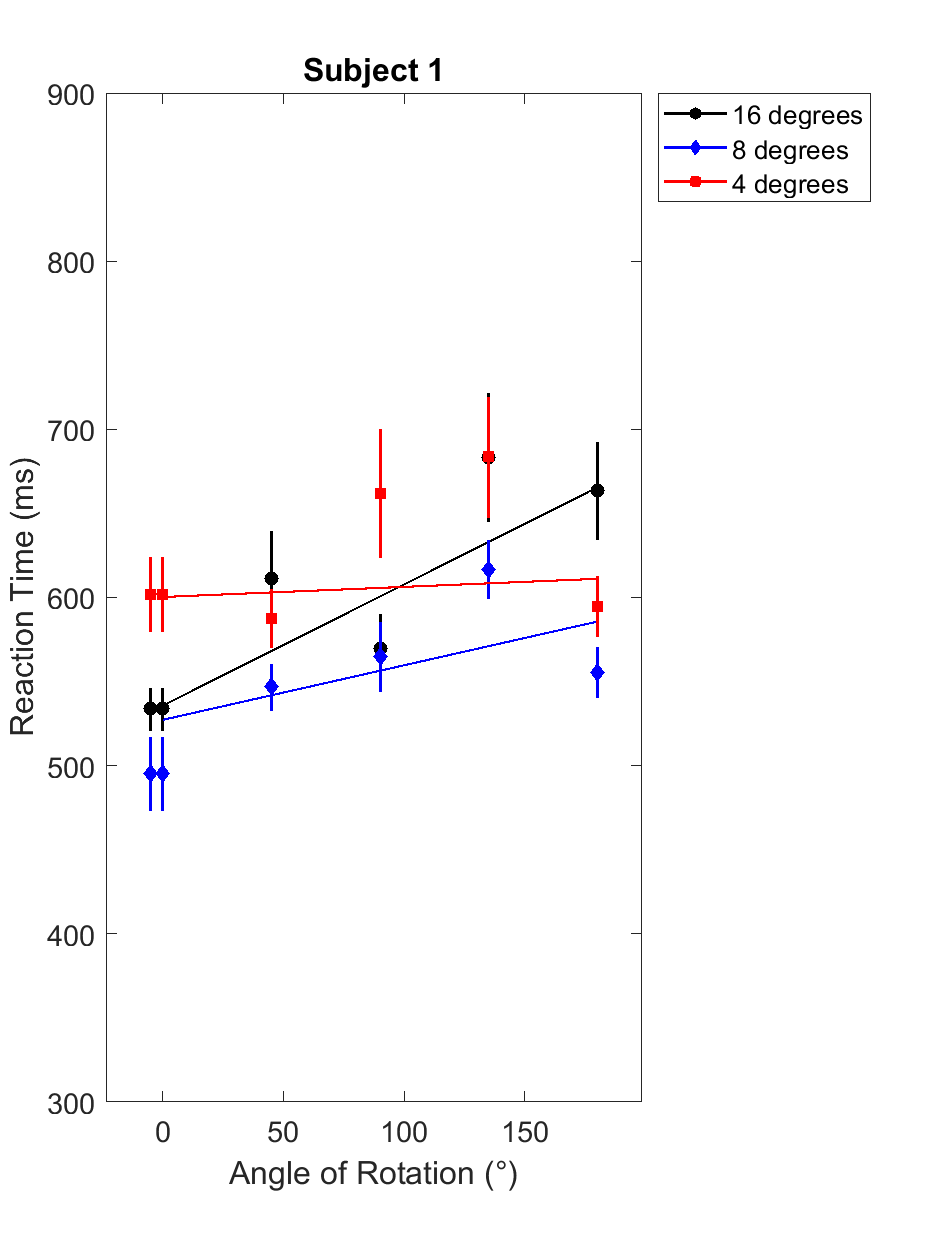 Subject 1
900
800
700
600
500
400
300
0 50 100 150
Reaction Time (ms)
Angle of Rotation (°)
16 degrees
8 degrees
4 degrees